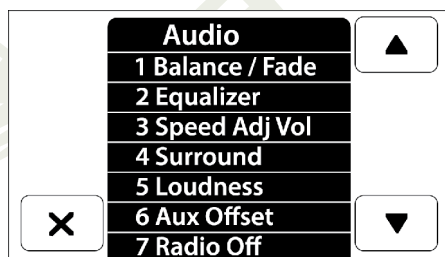 Audio
1 Balance / Fade
2 Equalizer
3 Speed Adj Vol
4 Surround
5 Loudness
6 Aux Offset
7 Radio Off